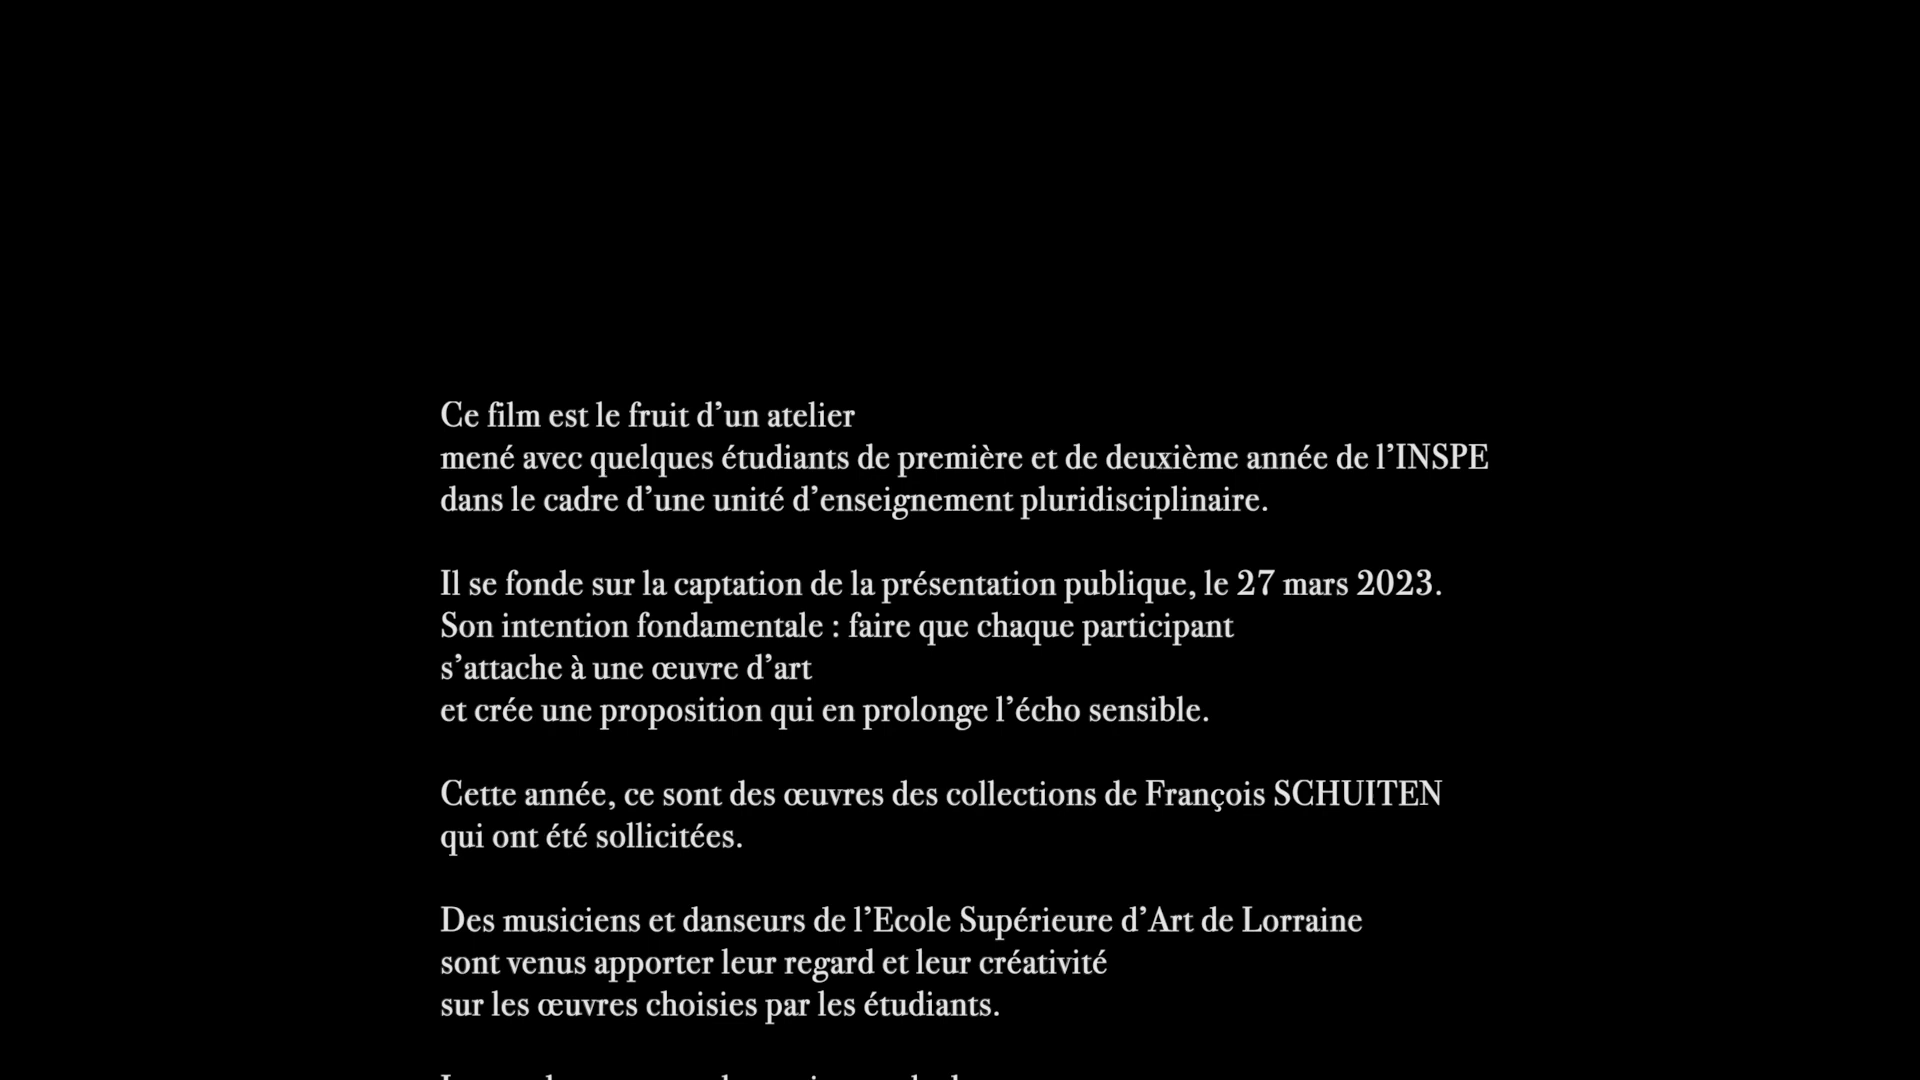 Ce film est le fruit d’un atelier
mené avec quelques étudiants de première et de deuxième année de l’INSPE
dans le cadre d’une unité d’enseignement pluridisciplinaire.
Il se fonde sur la captation de la présentation publique, le 27 mars 2023.
Son intention fondamentale : faire que chaque participant
s’attache à une œuvre d’art
et crée une proposition qui en prolonge l’écho sensible.
Cette année, ce sont des œuvres des collections de François SCHUITEN
qui ont été sollicitées.
Des musiciens et danseurs de l’Ecole Supérieure d’Art de Lorraine
sont venus apporter leur regard et leur créativité
sur les œuvres choisies par les étudiants.